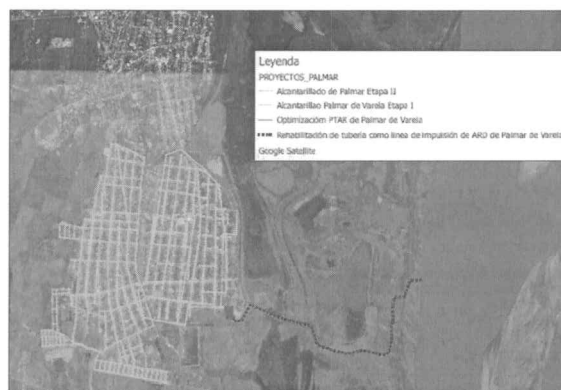 Leyenda
PROYECTOS_PALMAR
Alcantarillado de Palmar Etapa II
Alcantarillao Palmar de Varela Etapa I
Optimización PTAR de Palmar de Varela
Rehabilitación de tubería como línea de impulsión de ARD de Palmar de Varela
Google Satellite